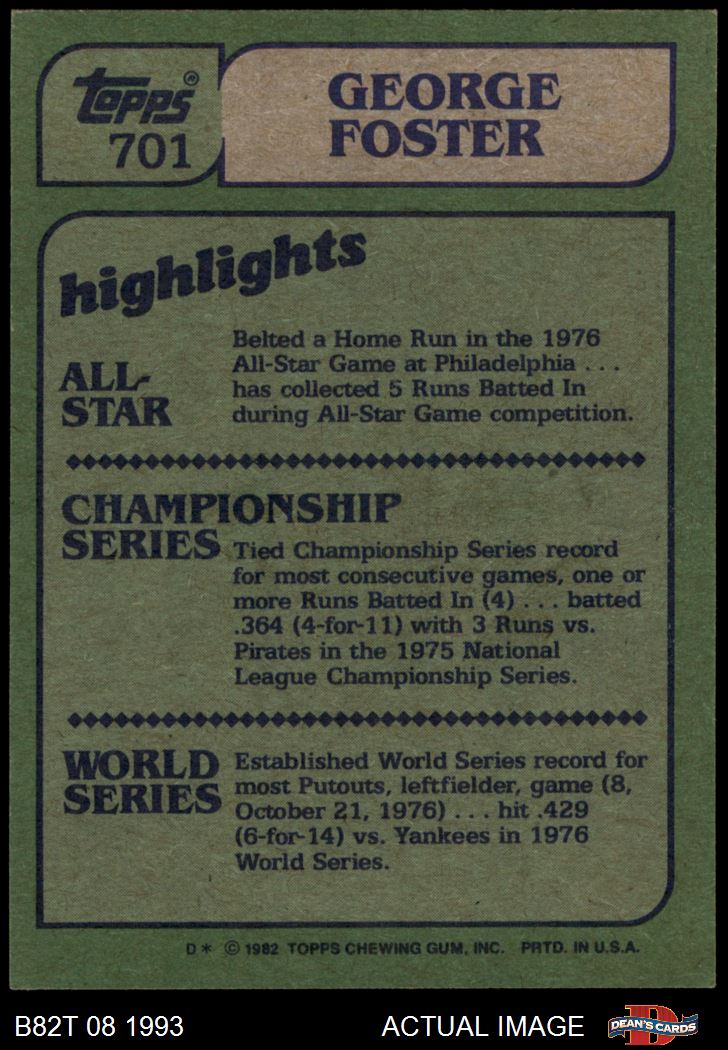 topps®
701
GEORGE
FOSTER
highlights
ALL-
STAR
Belted a Home Run in the 1976
All-Star Game at Philadelphia . . .
has collected 5 Runs Batted In
during All-Star Game competition.
CHAMPIONSHIP
SERIES
Tied Championship Series record
for most consecutive games, one or
more Runs Batted In (4) . . . batted
.364 (4-for-11) with 3 Runs vs.
Pirates in the 1975 National
League Championship Series.
WORLD
SERIES
Established World Series record for
most Putouts, leftfielder, game (8,
October 21, 1976) . . . hit .429
(6-for-14) vs. Yankees in 1976
World Series.
D* © 1982 TOPPS CHEWING GUM, INC. PRTD. IN U.S.A.
B82T 08 1993
ACTUAL IMAGE
D
DEAN'S CARDS